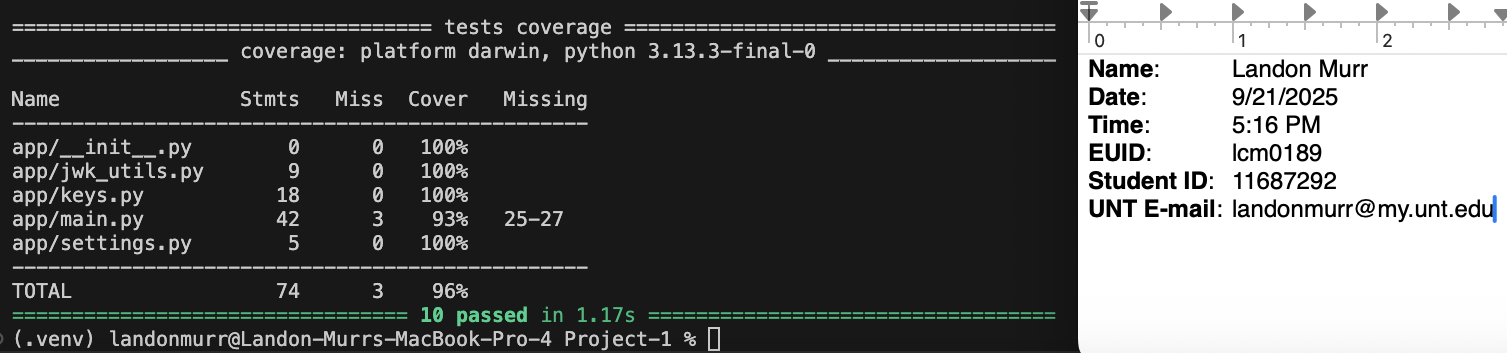 ================================== tests coverage ==================================
__________________ coverage: platform darwin, python 3.13.3-final-0 ___________________

Name                 Stmts   Miss  Cover   Missing
------------------------------------------------
app/__init__.py          0      0   100%
app/jwk_utils.py         9      0   100%
app/keys.py             18      0   100%
app/main.py             42      3    93%   25-27
app/settings.py          5      0   100%
------------------------------------------------
TOTAL                   74      3    96%
================================= 10 passed in 1.17s ==================================
(.venv) landonmurr@Landon-Murrs-MacBook-Pro-4 Project-1 %
0 1 2
Name: Landon Murr
Date: 9/21/2025
Time: 5:16 PM
EUID: lcm0189
Student ID: 11687292
UNT E-mail: landonmurr@my.unt.edu